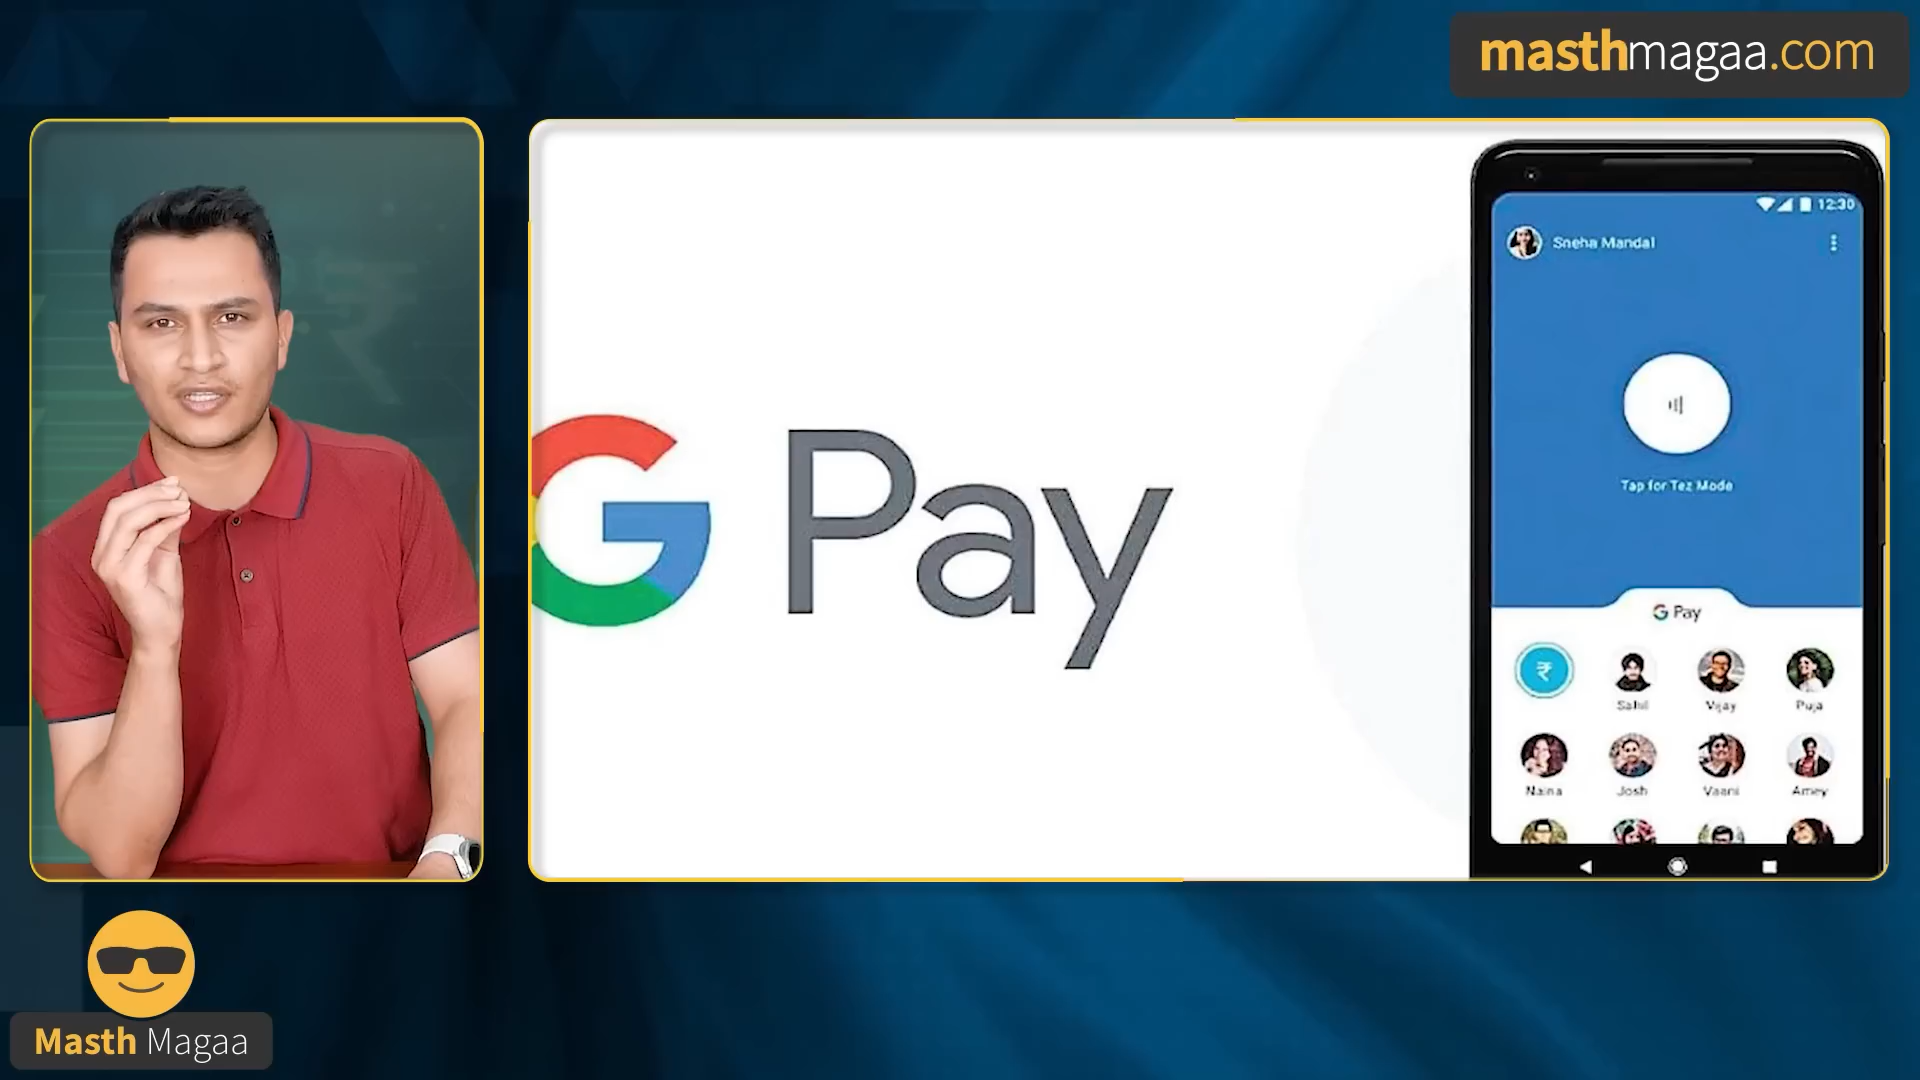 masthmagaa.com
12:30
Sneha Mandal
Tap for Tez Mode
G Pay
G Pay
₹
Sahil
Vijay
Puja
Naina
Josh
Vaani
Amey
Masth Magaa